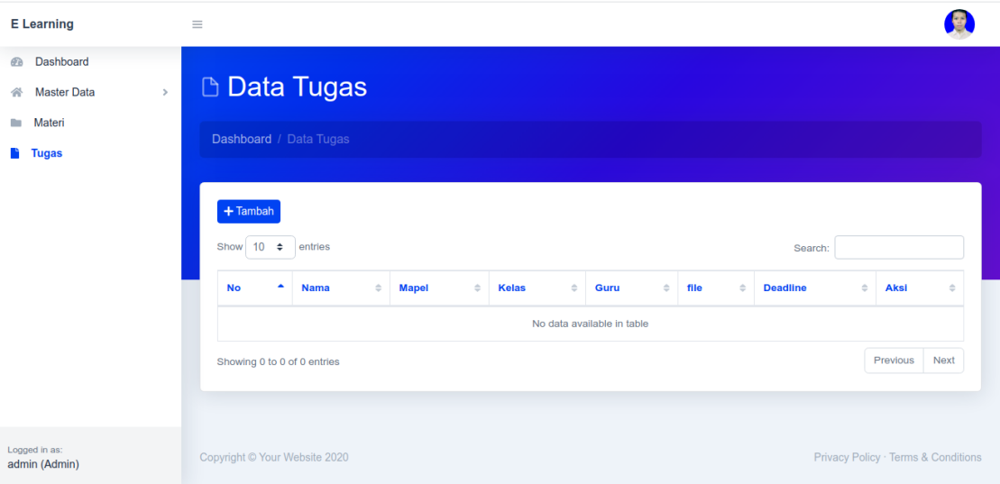 E Learning
Dashboard
Master Data
Materi
Tugas
Data Tugas
Dashboard / Data Tugas
+ Tambah
Show 10 entries
Search:
No Nama Mapel Kelas Guru file Deadline Aksi
No data available in table
Showing 0 to 0 of 0 entries
Previous Next
Logged in as:
admin (Admin)
Copyright © Your Website 2020
Privacy Policy · Terms & Conditions